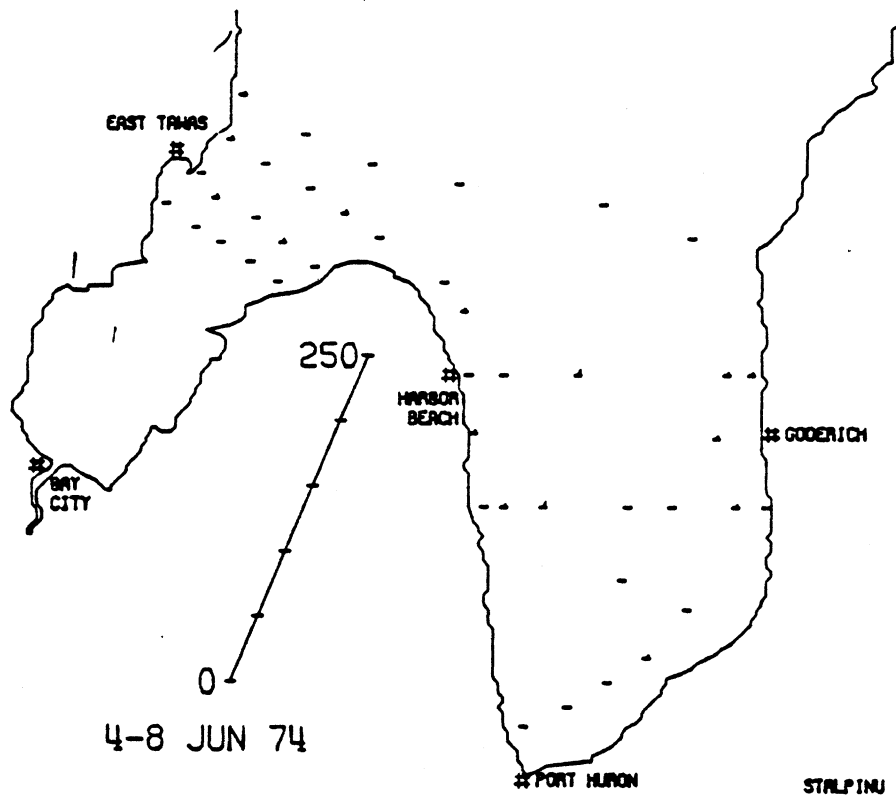 EAST TAWAS
#
250
#
HARBOR
BEACH
# GODERICH
#
BAY
CITY
0
4-8 JUN 74
# PORT HURON
STALPINU